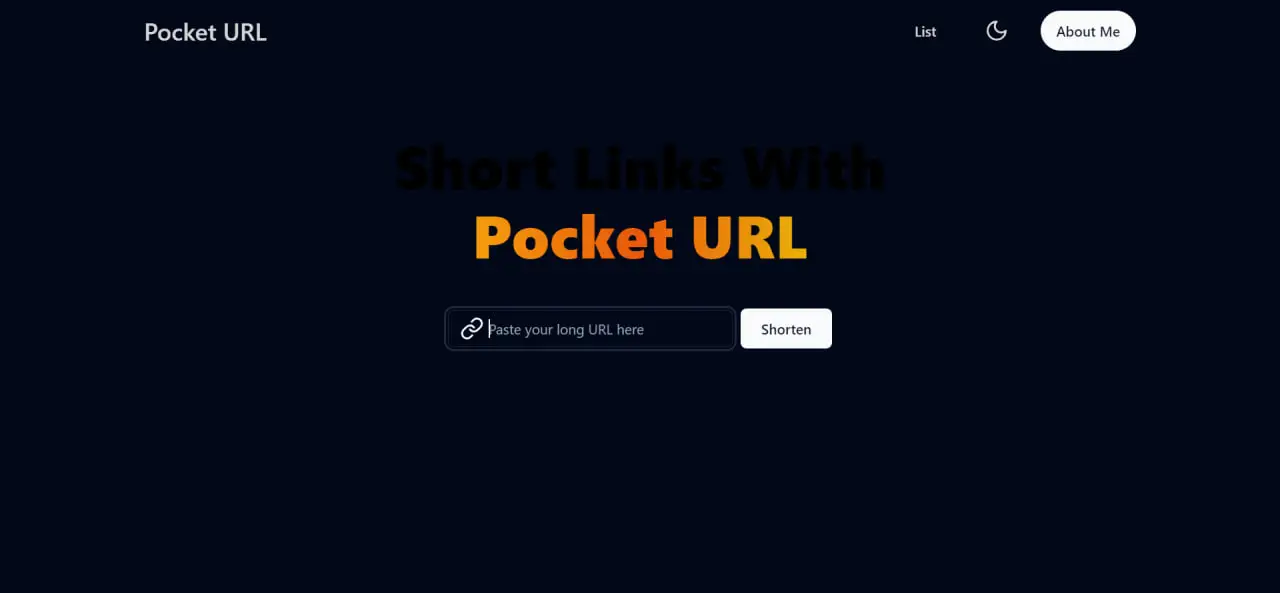 Pocket URL
List
About Me
Short Links With
Pocket URL
Paste your long URL here
Shorten